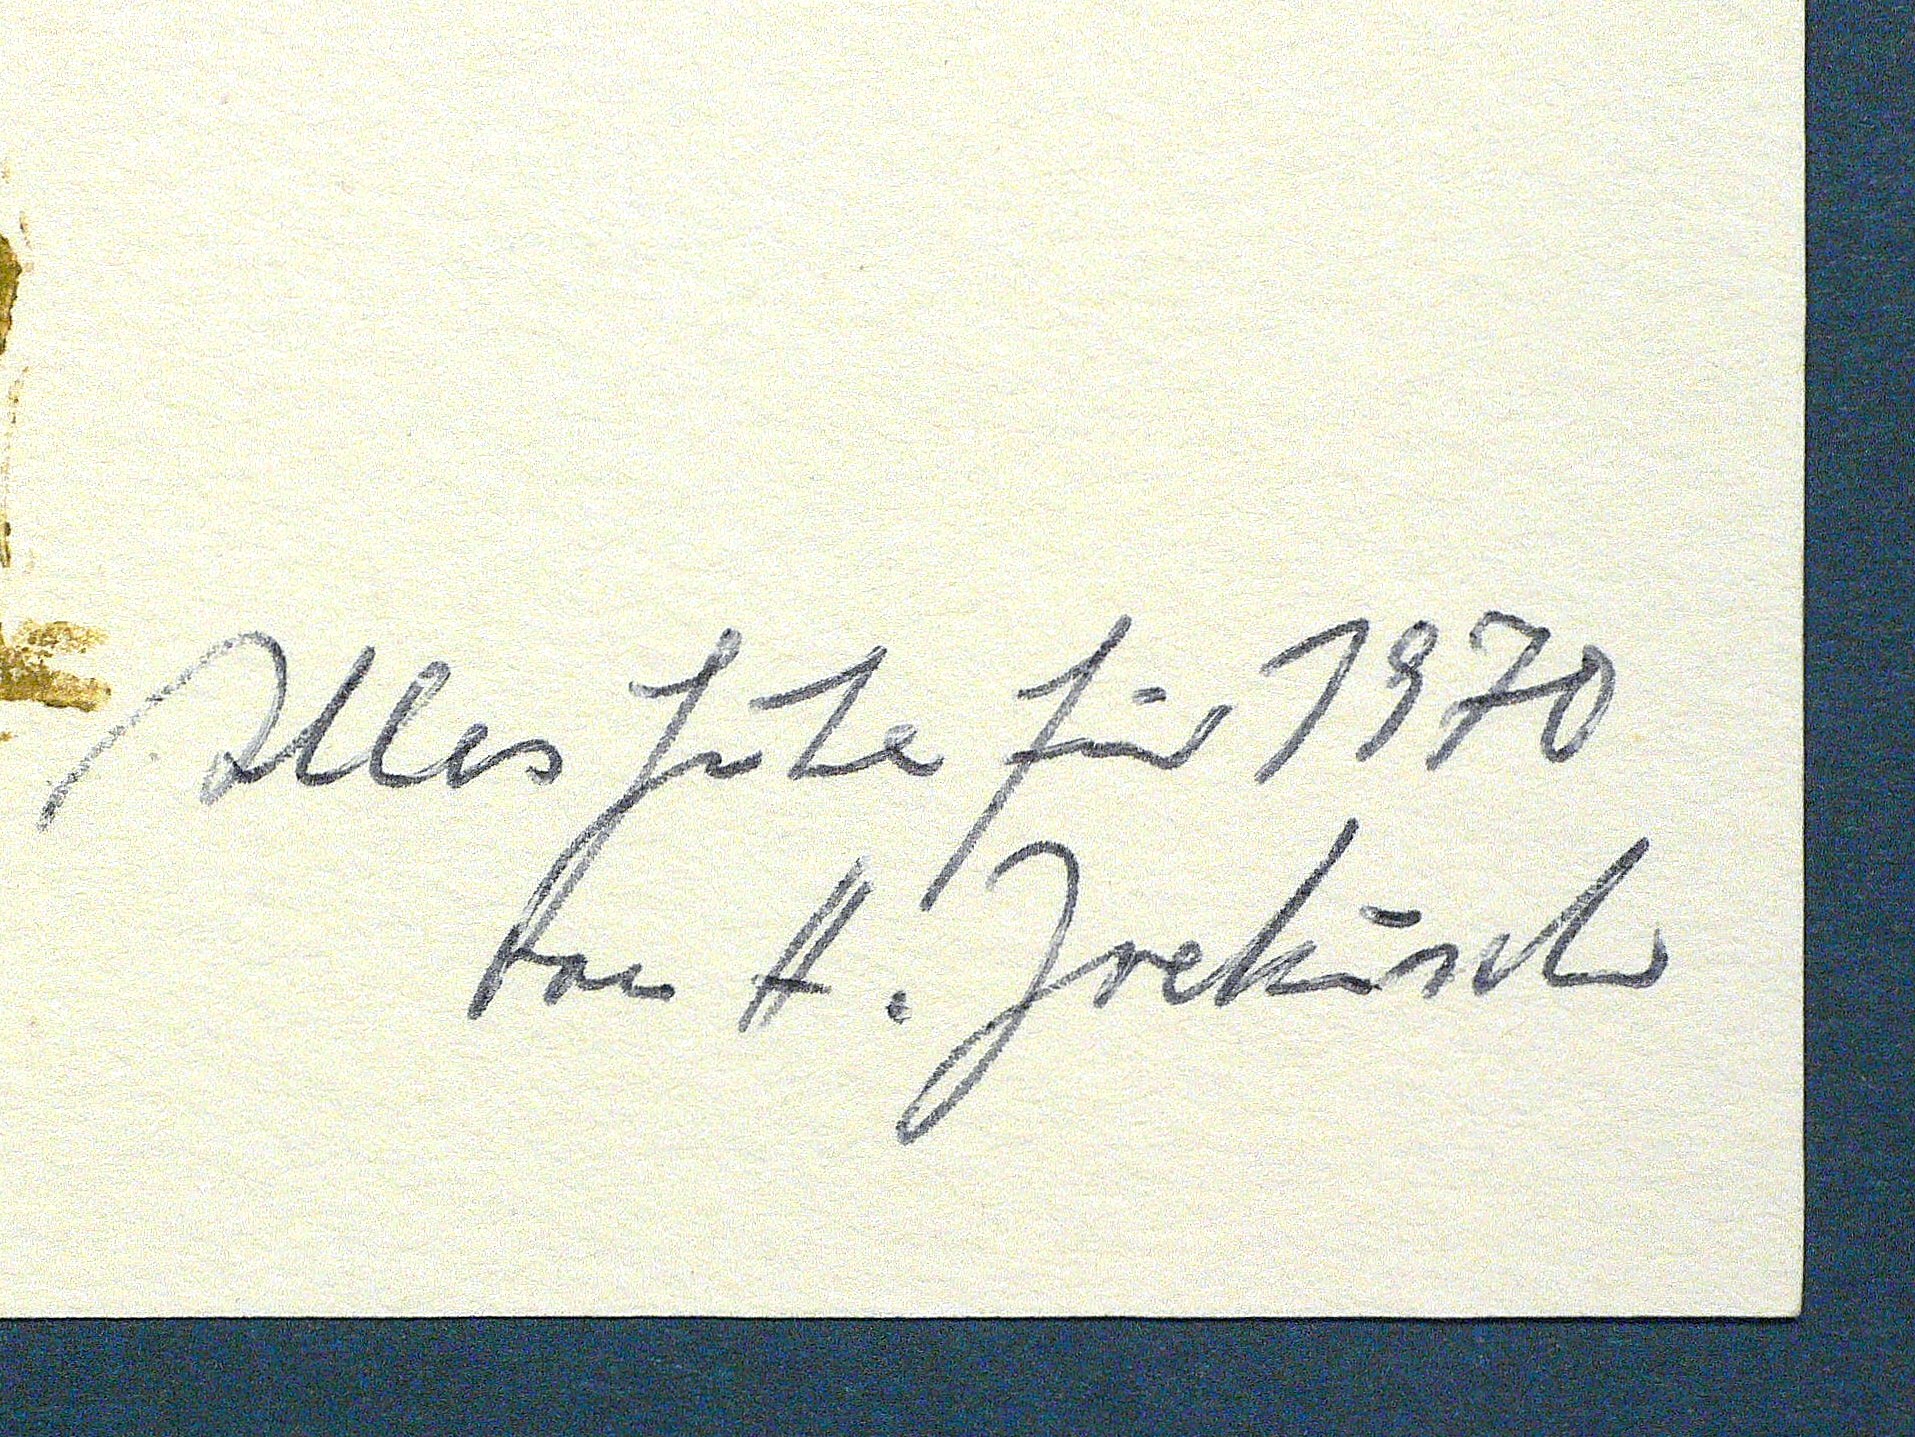 Alles Gute für 1970
von H.